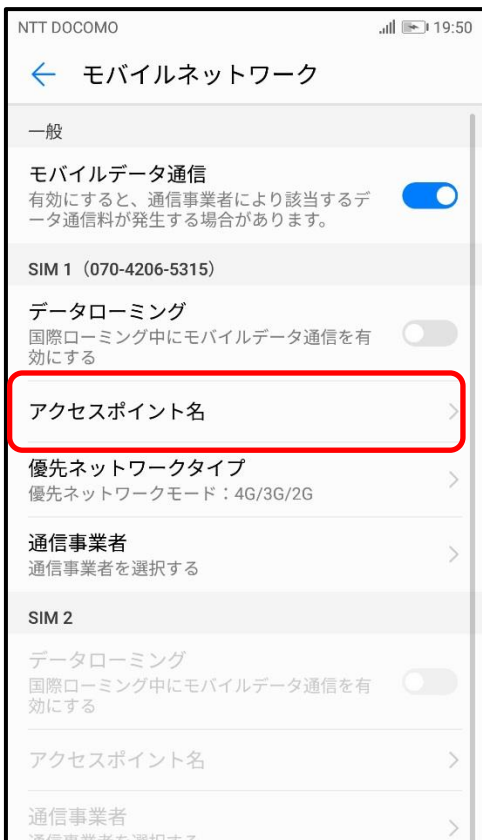 NTT DOCOMO 19:50
モバイルネットワーク
一般
モバイルデータ通信
有効にすると、通信事業者により該当するデ
ータ通信料が発生する場合があります。
SIM 1（070-4206-5315）
データローミング
国際ローミング中にモバイルデータ通信を有
効にする
アクセスポイント名
優先ネットワークタイプ
優先ネットワークモード：4G/3G/2G
通信事業者
通信事業者を選択する
SIM 2
データローミング
国際ローミング中にモバイルデータ通信を有
効にする
アクセスポイント名
通信事業者
通信事業者を選択する